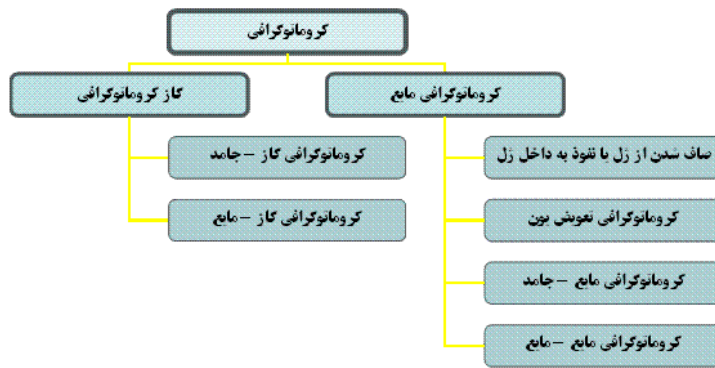 کروماتوگرافی
کروماتوگرافی مایع
گاز کروماتوگرافی
صاف شدن از ژل یا نفوذ به داخل ژل
کروماتوگرافی تعویض یون
کروماتوگرافی مایع – جامد
کروماتوگرافی مایع – مایع
کروماتوگرافی گاز – جامد
کروماتوگرافی گاز – مایع